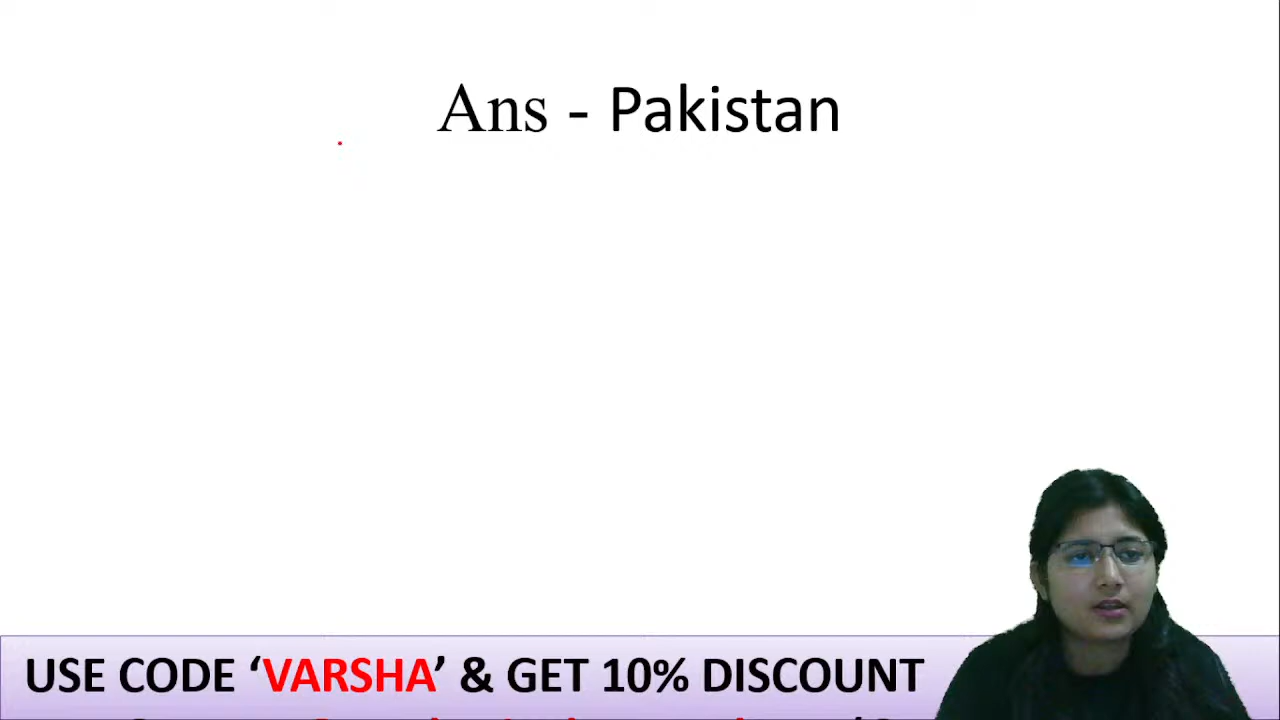 Ans - Pakistan
USE CODE ‘VARSHA’ & GET 10% DISCOUNT